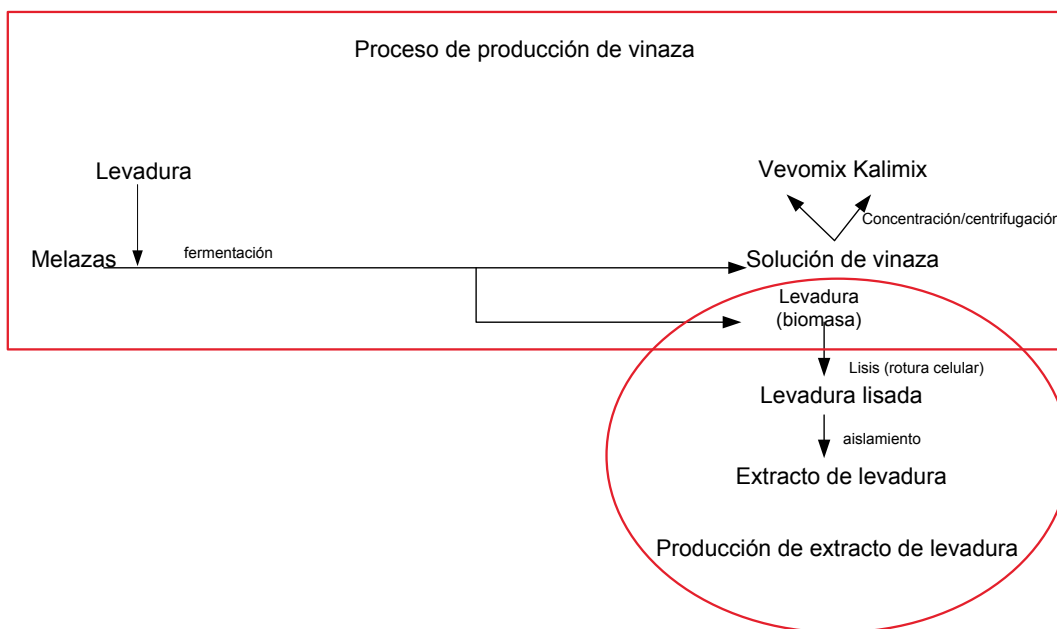 Proceso de producción de vinaza
Levadura
Vevomix Kalimix
Concentración/centrifugación
fermentación
Melazas
Solución de vinaza
Levadura
(biomasa)
Lisis (rotura celular)
Levadura lisada
aislamiento
Extracto de levadura
Producción de extracto de levadura